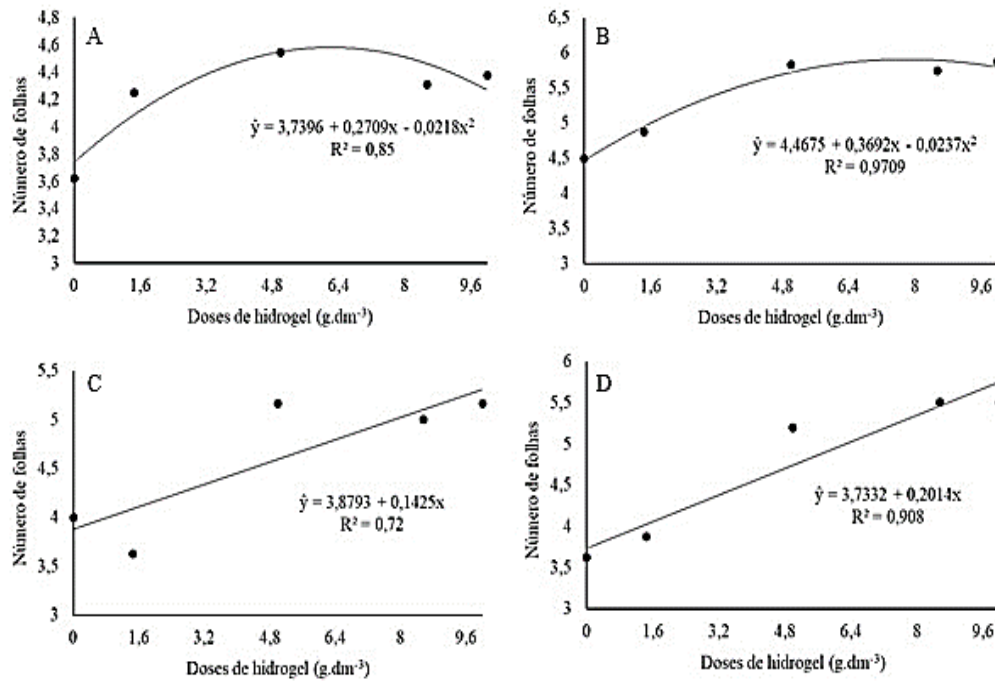 A
Número de folhas
4,8
4,6
4,4
4,2
4
3,8
3,6
3,4
3,2
3
ŷ = 3,7396 + 0,2709x - 0,0218x²
R² = 0,85
0 1,6 3,2 4,8 6,4 8 9,6
Doses de hidrogel (g.dm⁻³)
B
Número de folhas
6,5
6
5,5
5
4,5
4
3,5
3
ŷ = 4,4675 + 0,3692x - 0,0237x²
R² = 0,9709
0 1,6 3,2 4,8 6,4 8 9,6
Doses de hidrogel (g.dm⁻³)
C
Número de folhas
5,5
5
4,5
4
3,5
3
ŷ = 3,8793 + 0,1425x
R² = 0,72
0 1,6 3,2 4,8 6,4 8 9,6
Doses de hidrogel (g.dm⁻³)
D
Número de folhas
6
5,5
5
4,5
4
3,5
3
ŷ = 3,7332 + 0,2014x
R² = 0,908
0 1,6 3,2 4,8 6,4 8 9,6
Doses de hidrogel (g.dm⁻³)